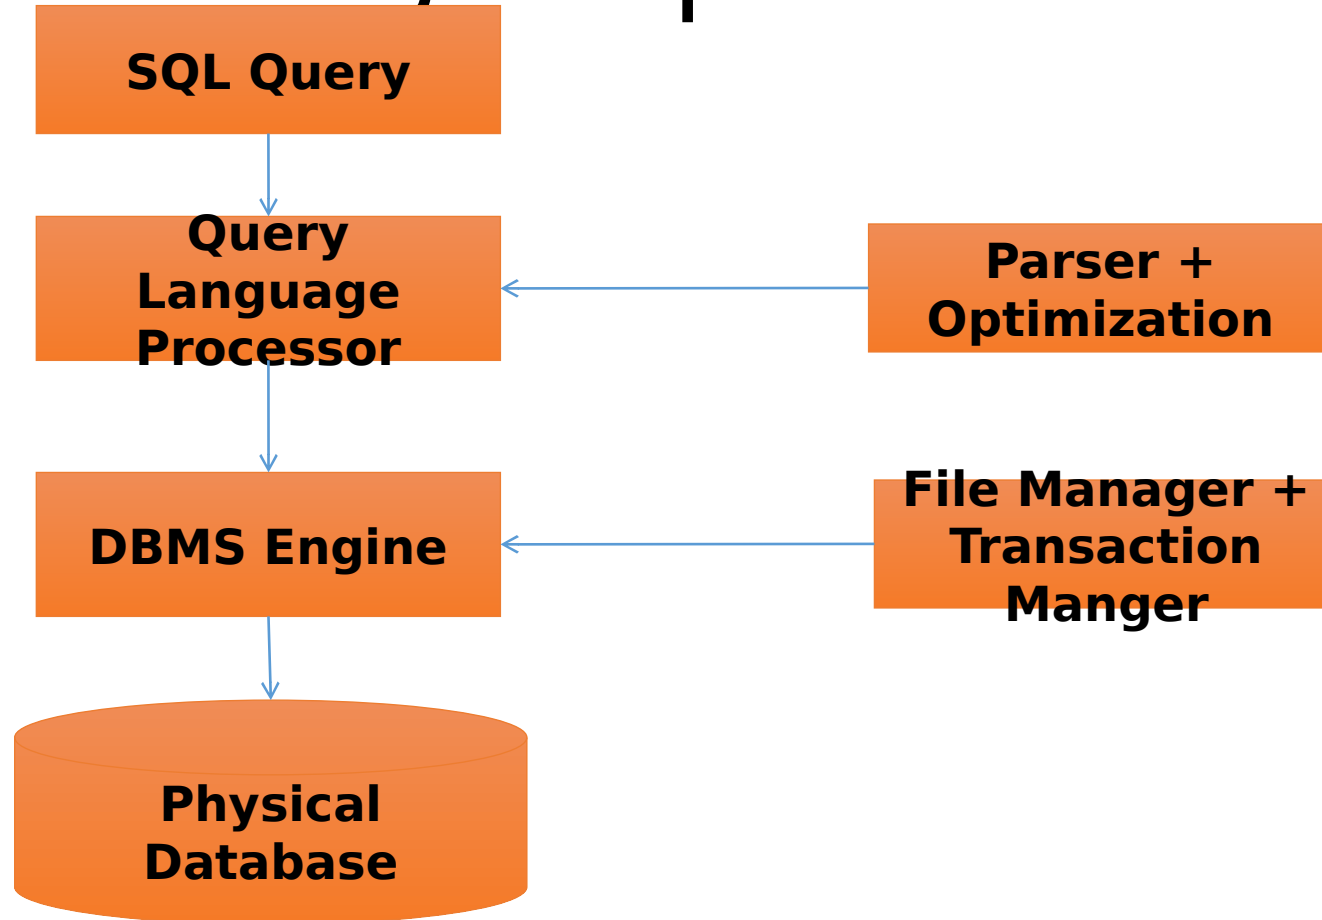 SQL Query
Query
Language
Processor
Parser +
Optimization
DBMS Engine
File Manager +
Transaction
Manger
Physical
Database